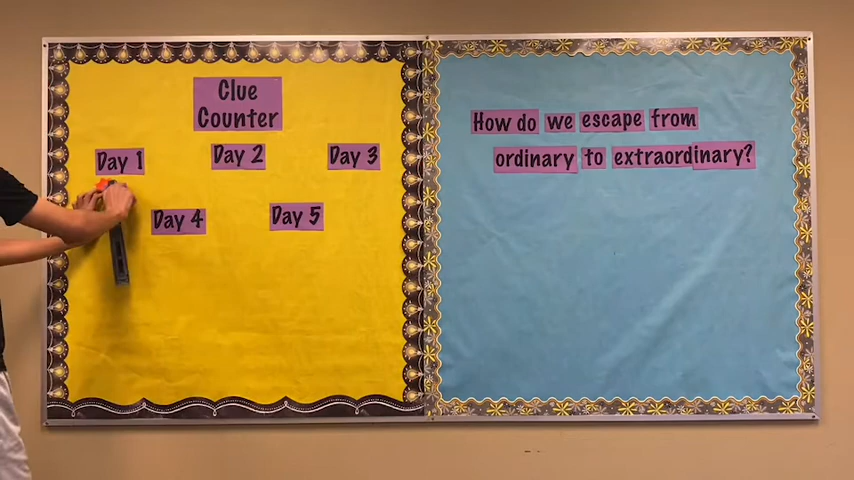 Clue
Counter
Day 1
Day 2
Day 3
Day 4
Day 5
How do we escape from
ordinary to extraordinary?